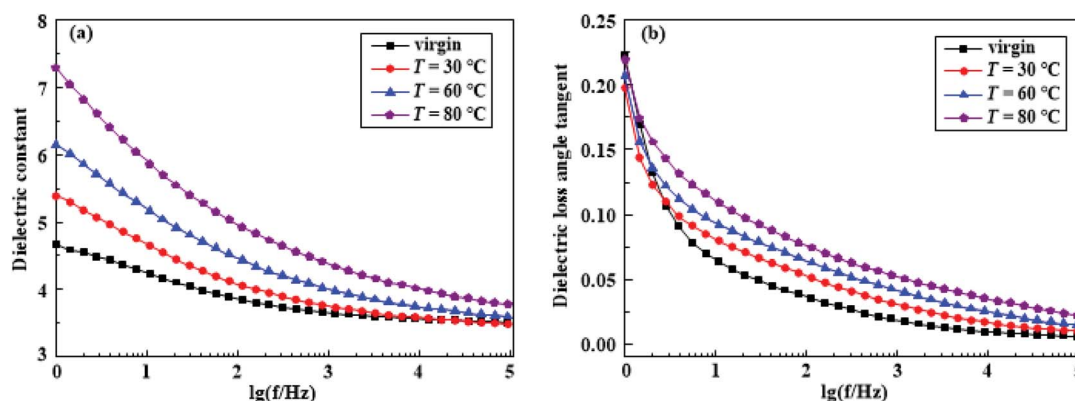 (a)
virgin
T = 30 °C
T = 60 °C
T = 80 °C
Dielectric constant
8
7
6
5
4
3
0 1 2 3 4 5
lg(f/Hz)
(b)
virgin
T = 30 °C
T = 60 °C
T = 80 °C
Dielectric loss angle tangent
0.25
0.20
0.15
0.10
0.05
0.00
0 1 2 3 4 5
lg(f/Hz)